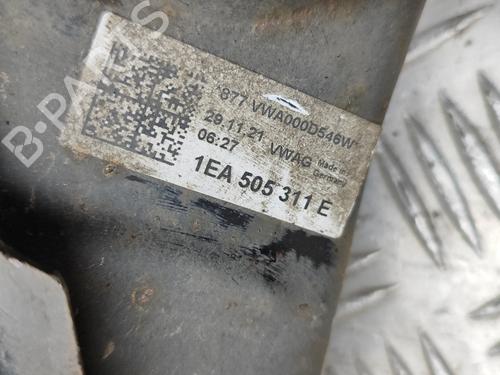 877 VWA000D546W
29.11.21 VWAG Made in
06:27 Germany
1EA 505 311 E
B-PARTS